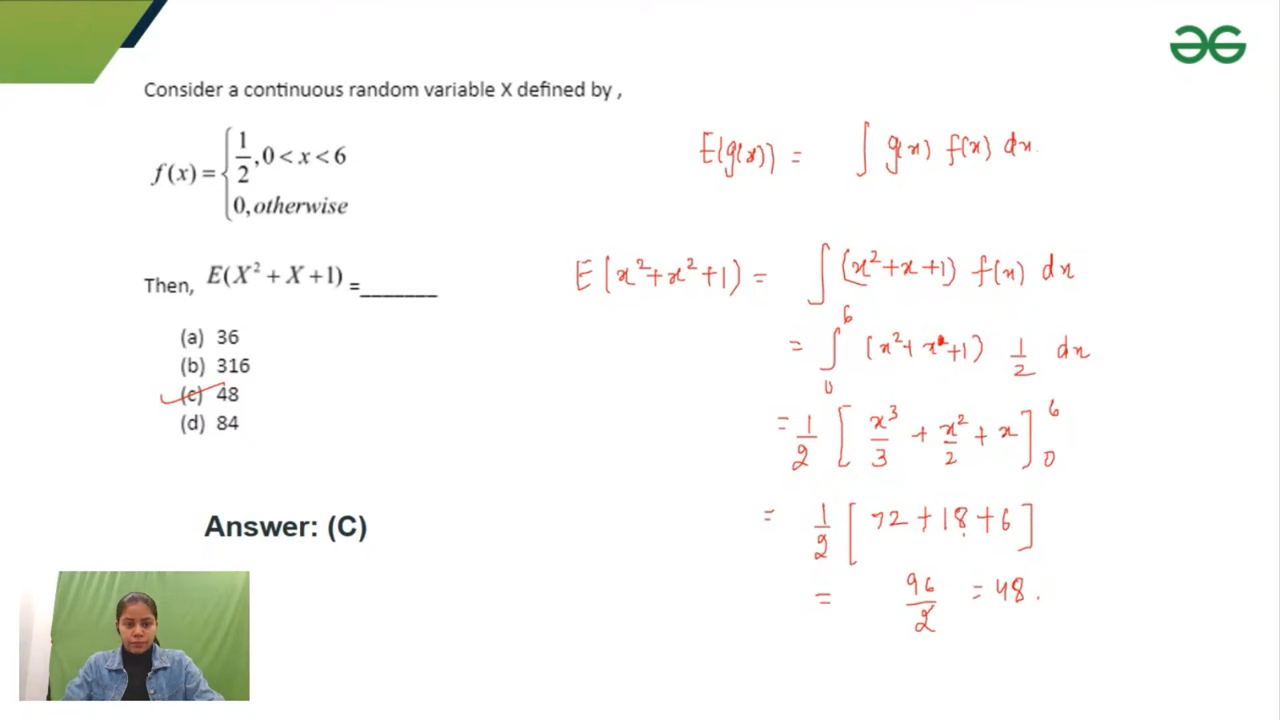 Consider a continuous random variable X defined by ,
f(x) = { 1/2, 0 < x < 6
0, otherwise
Then, E(X² + X + 1) = _______
(a) 36
(b) 316
(c) 48
(d) 84
Answer: (C)
E(g(x)) = ∫ g(x) f(x) dx.
E(x²+x²+1) = ∫ (x²+x+1) f(x) dx
= ∫₀⁶ (x²+x+1) 1/2 dx
= 1/2 [x³/3 + x²/2 + x]₀⁶
= 1/2 [72+18+6]
= 96/2 = 48.